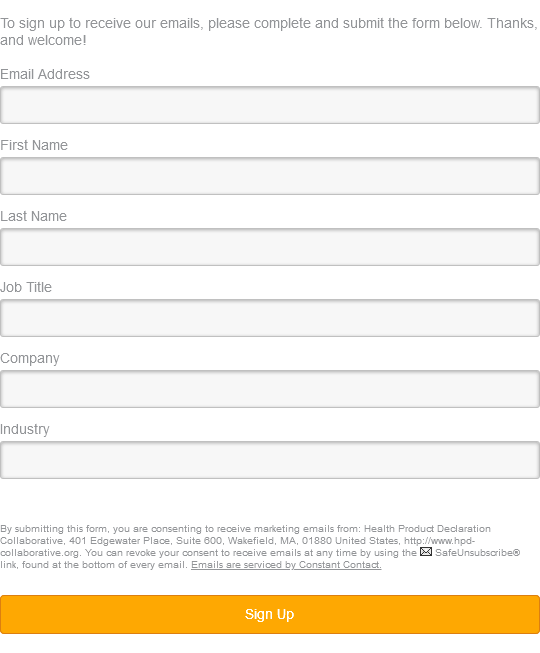 To sign up to receive our emails, please complete and submit the form below. Thanks,
and welcome!
Email Address
First Name
Last Name
Job Title
Company
Industry
By submitting this form, you are consenting to receive marketing emails from: Health Product Declaration
Collaborative, 401 Edgewater Place, Suite 600, Wakefield, MA, 01880 United States, http://www.hpd-
collaborative.org. You can revoke your consent to receive emails at any time by using the SafeUnsubscribe®
link, found at the bottom of every email. Emails are serviced by Constant Contact.
Sign Up